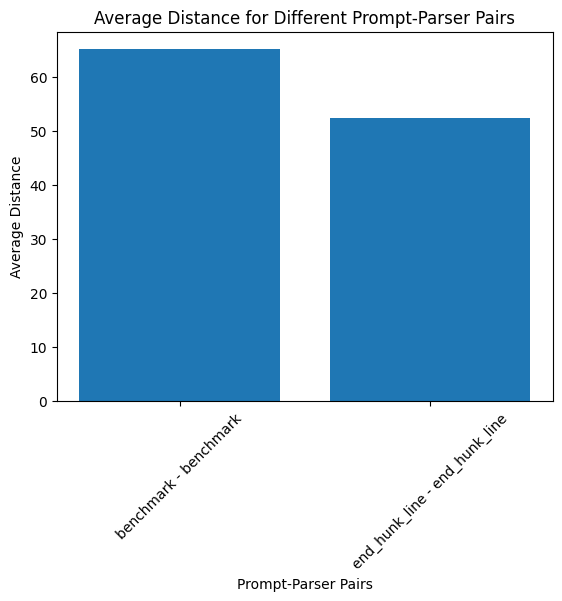 Average Distance for Different Prompt-Parser Pairs
60
50
40
30
20
10
0
Average Distance
benchmark - benchmark
end_hunk_line - end_hunk_line
Prompt-Parser Pairs